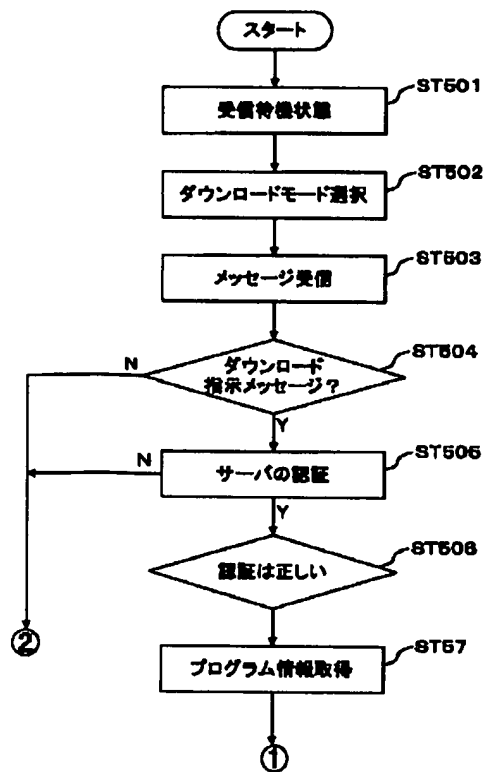 スタート
ST501
受信待機状態
ST502
ダウンロードモード選択
ST503
メッセージ受信
ST504
N
ダウンロード
指示メッセージ?
Y
ST505
N
サーバの認証
Y
ST506
認証は正しい
②
ST57
プログラム情報取得
①